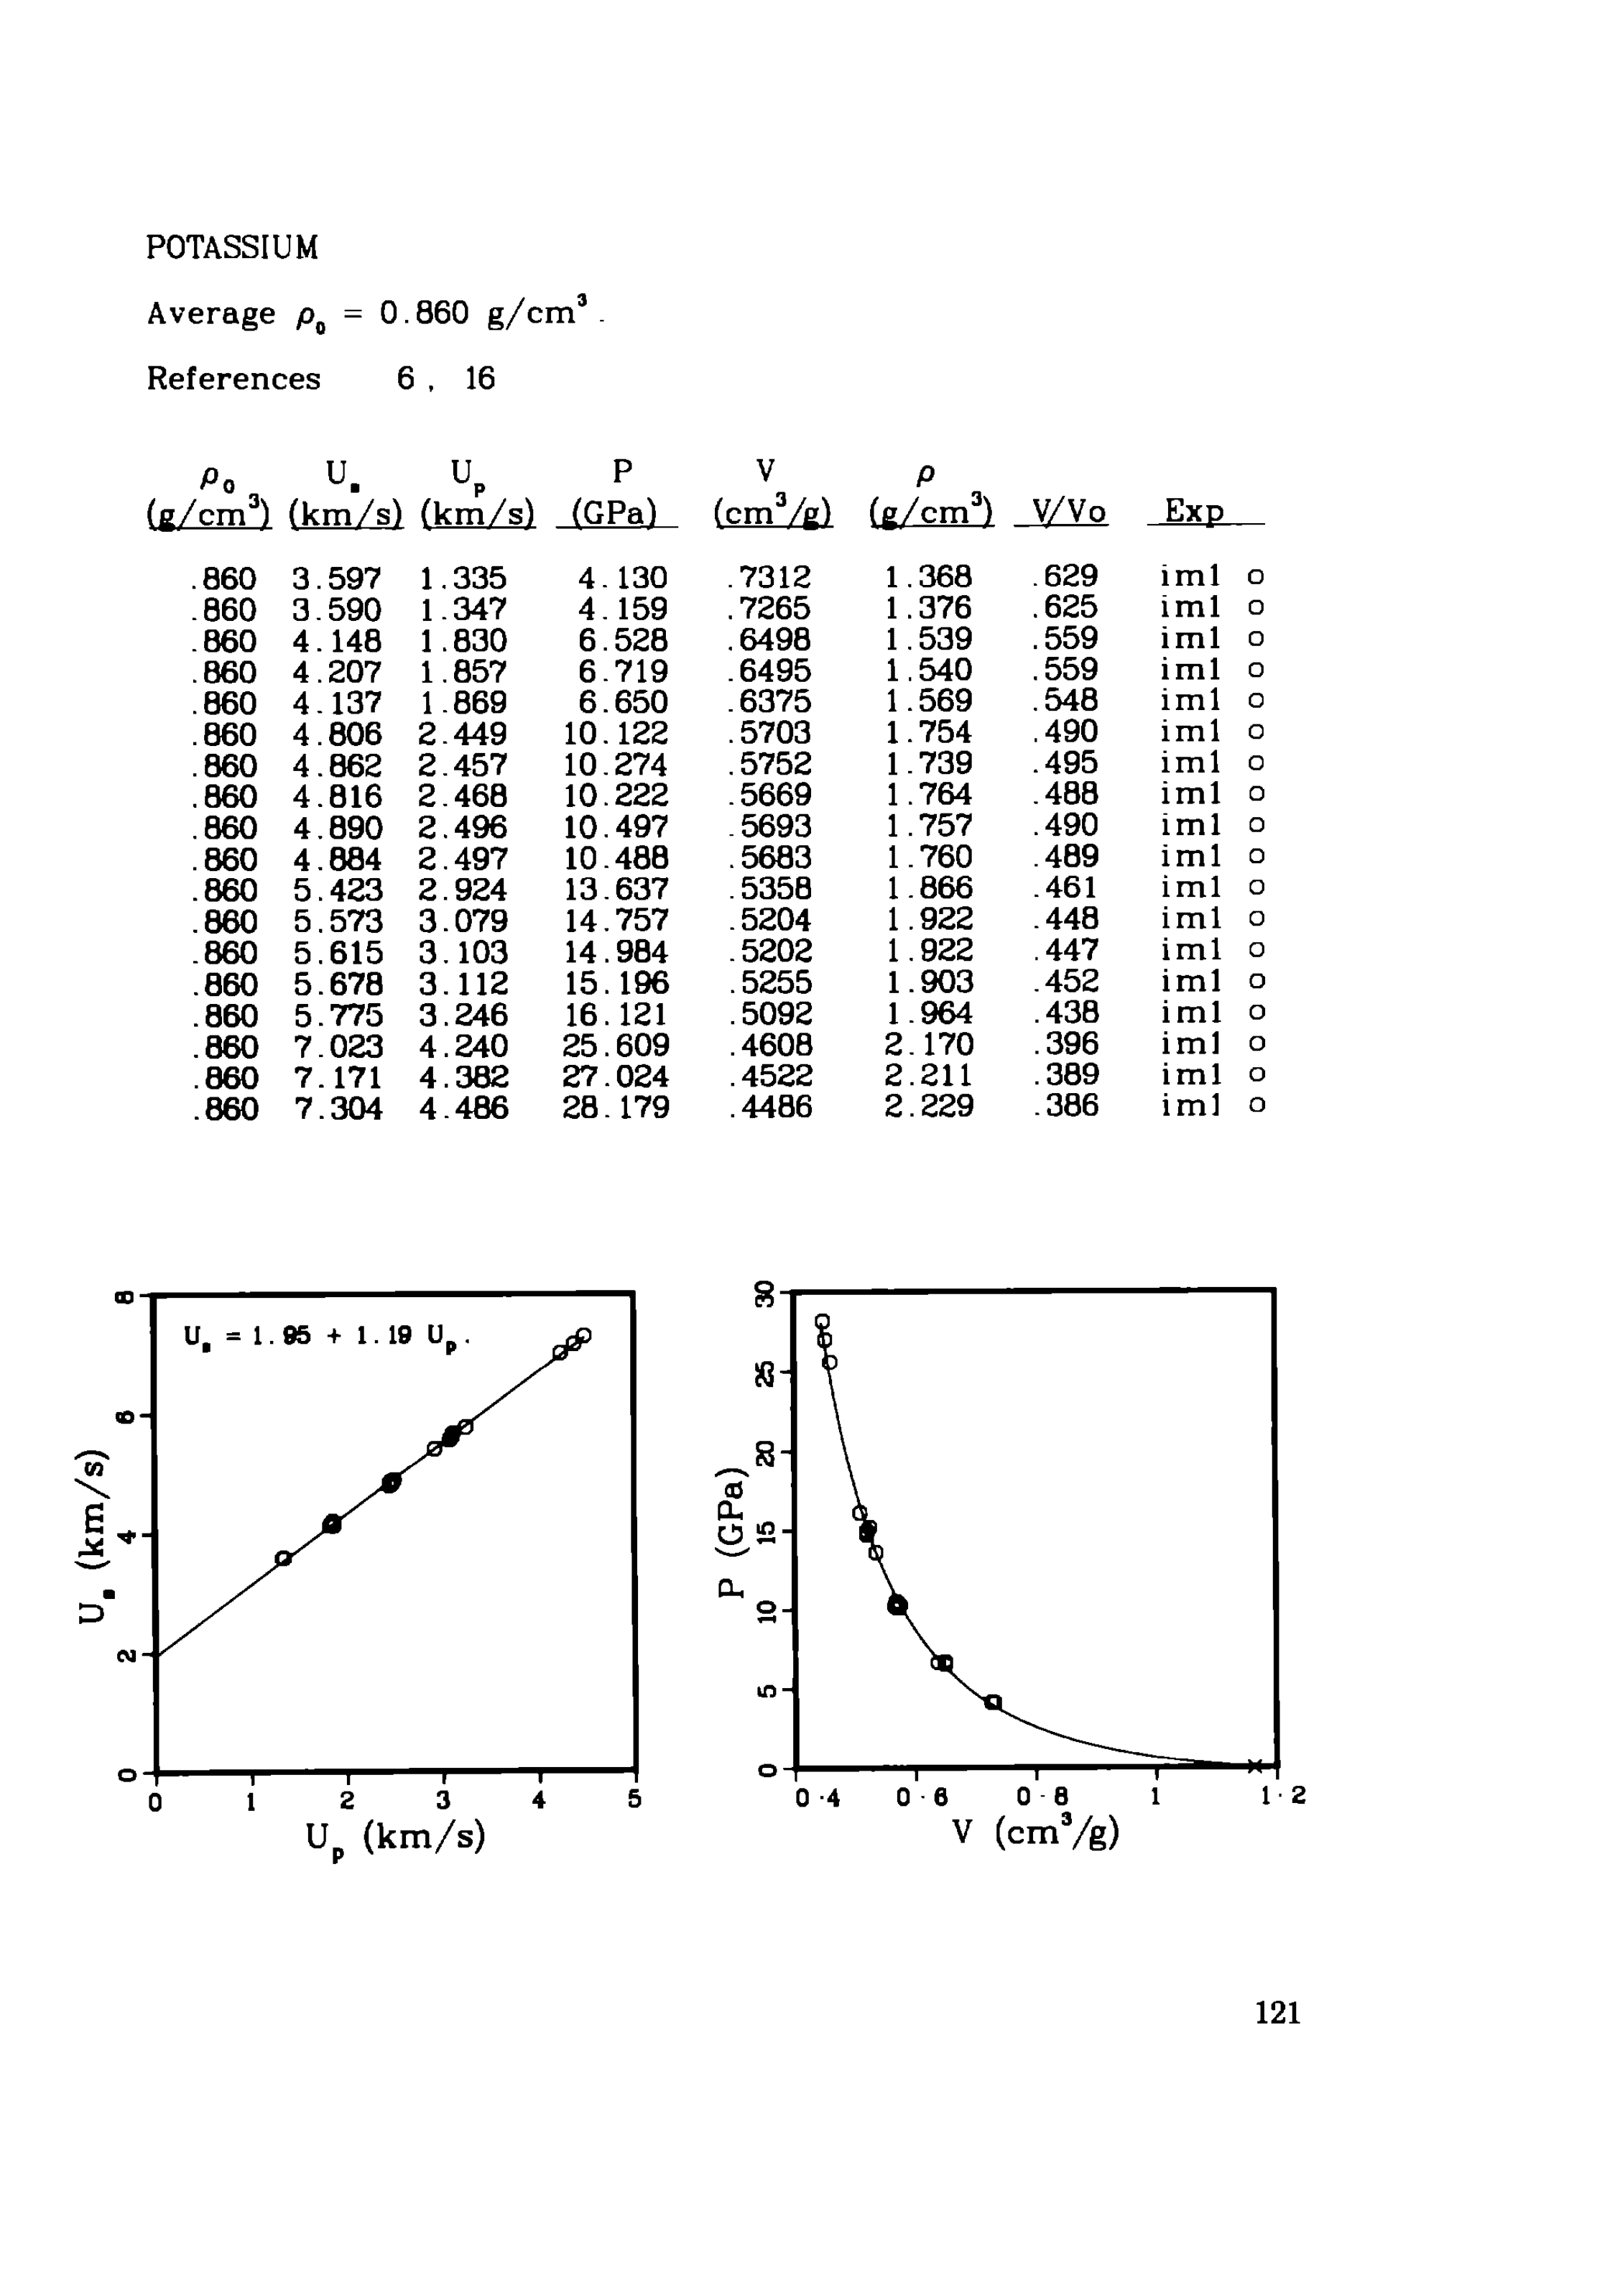 POTASSIUM
Average ρ₀ = 0.860 g/cm³.
References 6, 16
ρ₀ Uₛ Uₚ P V ρ
(g/cm³) (km/s) (km/s) (GPa) (cm³/g) (g/cm³) V/Vo Exp
.860 3.597 1.335 4.130 .7312 1.368 .629 im1 o
.860 3.590 1.347 4.159 .7265 1.376 .625 im1 o
.860 4.148 1.830 6.528 .6498 1.539 .559 im1 o
.860 4.207 1.857 6.719 .6495 1.540 .559 im1 o
.860 4.137 1.869 6.650 .6375 1.569 .548 im1 o
.860 4.806 2.449 10.122 .5703 1.754 .490 im1 o
.860 4.862 2.457 10.274 .5752 1.739 .495 im1 o
.860 4.816 2.468 10.222 .5669 1.764 .488 im1 o
.860 4.890 2.496 10.497 .5693 1.757 .490 im1 o
.860 4.884 2.497 10.488 .5683 1.760 .489 im1 o
.860 5.423 2.924 13.637 .5358 1.866 .461 im1 o
.860 5.573 3.079 14.757 .5204 1.922 .448 im1 o
.860 5.615 3.103 14.984 .5202 1.922 .447 im1 o
.860 5.678 3.112 15.196 .5255 1.903 .452 im1 o
.860 5.775 3.246 16.121 .5092 1.964 .438 im1 o
.860 7.023 4.240 25.609 .4608 2.170 .396 im1 o
.860 7.171 4.382 27.024 .4522 2.211 .389 im1 o
.860 7.304 4.486 28.179 .4486 2.229 .386 im1 o
Uₛ = 1.95 + 1.19 Uₚ.
8
6
4
2
0
Uₛ (km/s)
0 1 2 3 4 5
Uₚ (km/s)
30
25
20
15
10
5
0
P (GPa)
0.4 0.6 0.8 1 1.2
V (cm³/g)
121